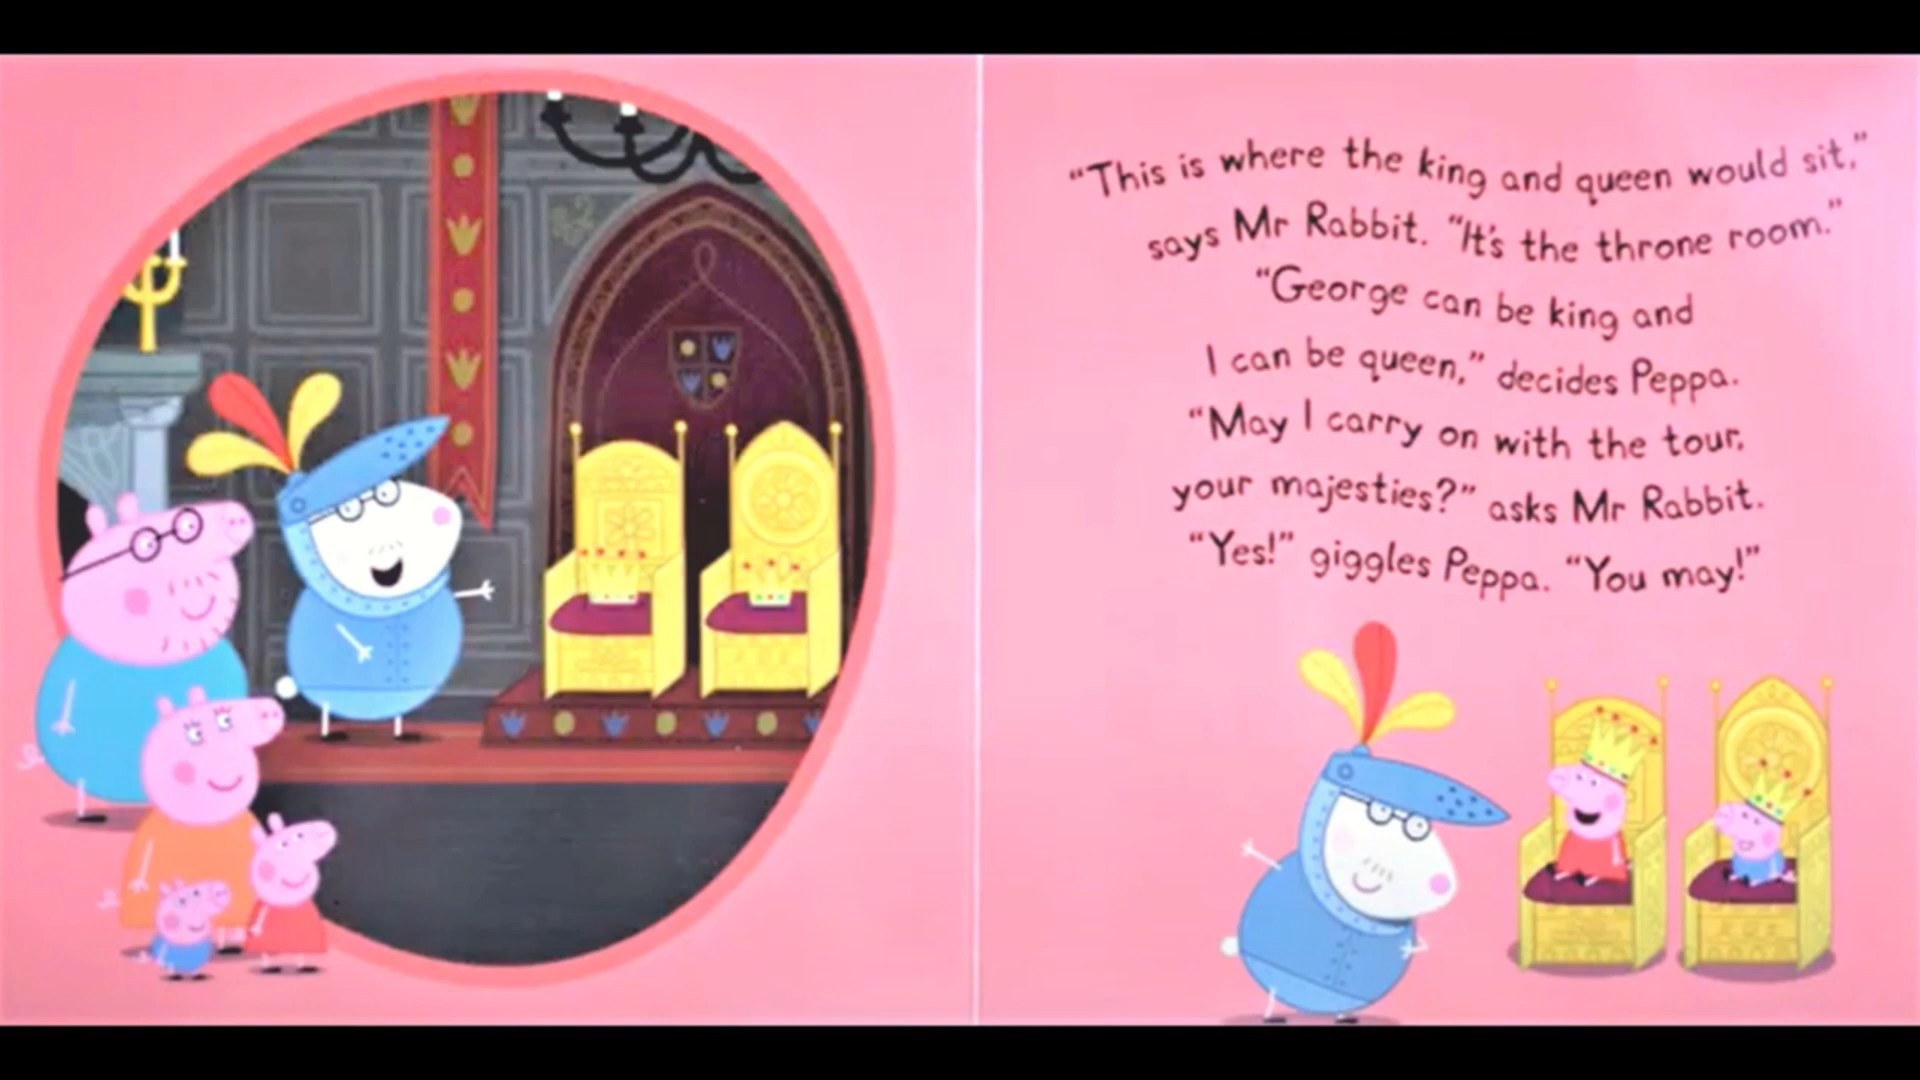 “This is where the king and queen would sit,”
says Mr Rabbit. “It’s the throne room.”
“George can be king and
I can be queen,” decides Peppa.
“May I carry on with the tour,
your majesties?” asks Mr Rabbit.
“Yes!” giggles Peppa. “You may!”